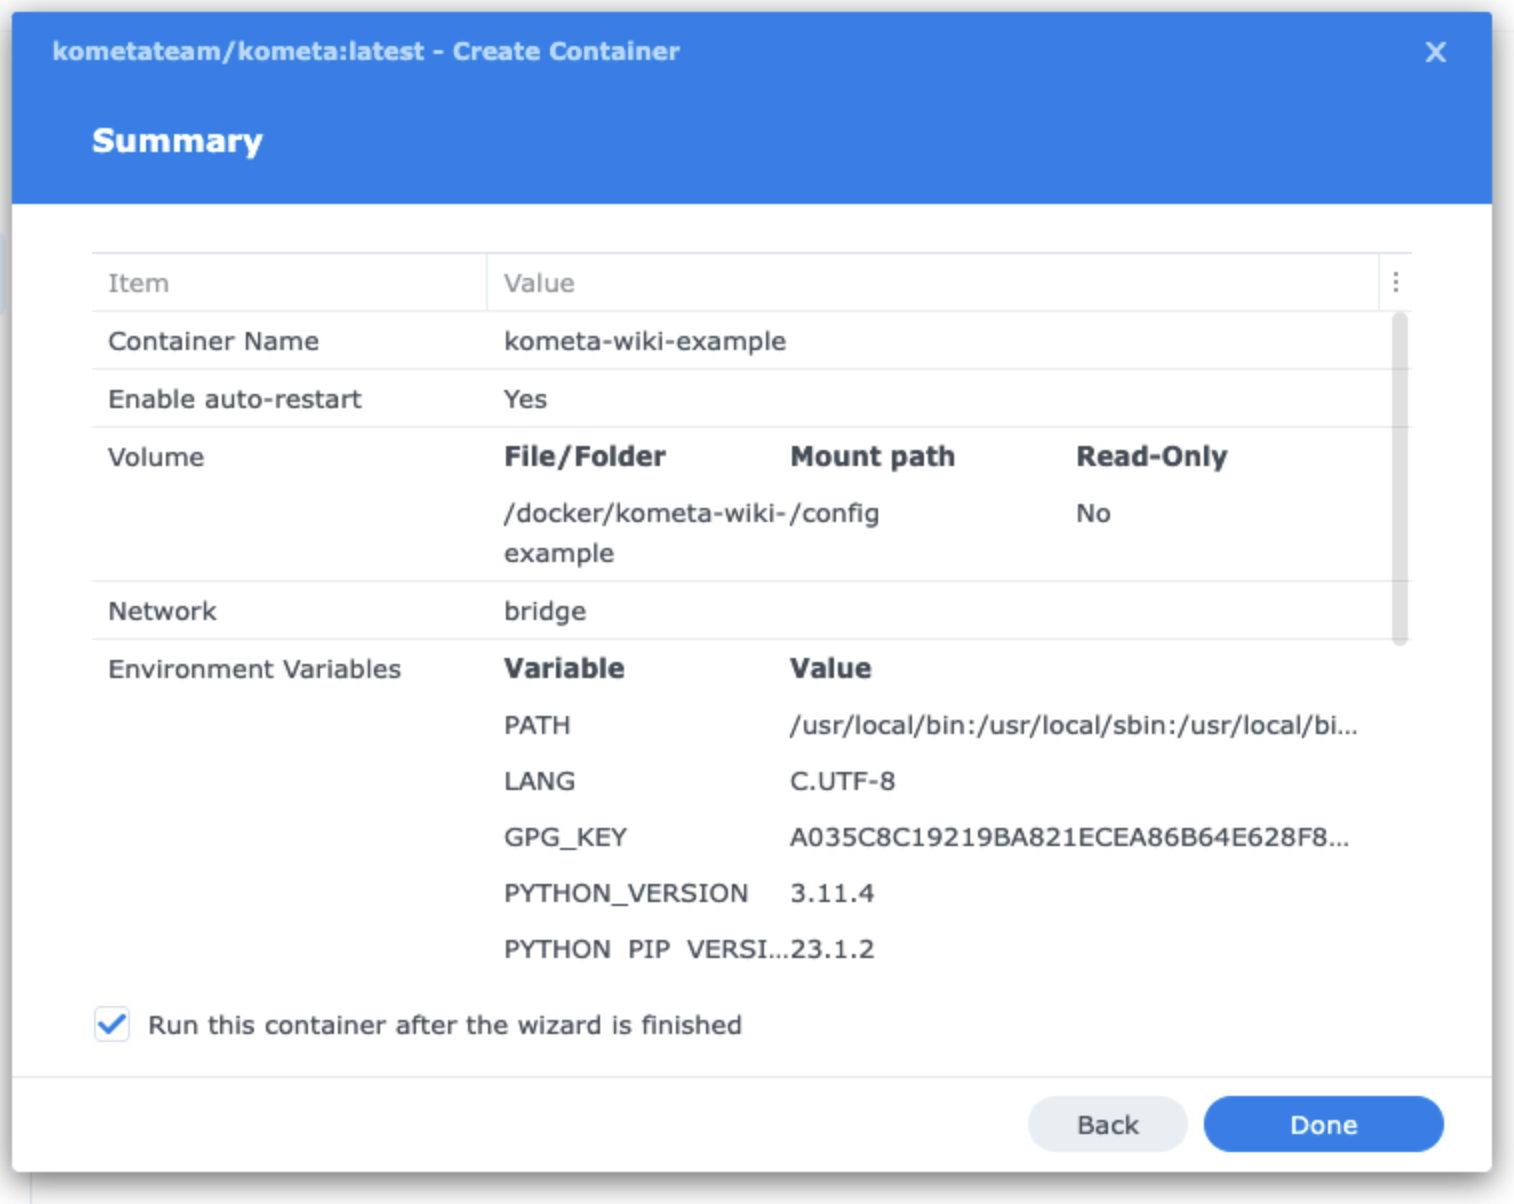 kometateam/kometa:latest - Create Container
Summary
Item Value
Container Name kometa-wiki-example
Enable auto-restart Yes
Volume File/Folder Mount path Read-Only
/docker/kometa-wiki- /config No
example
Network bridge
Environment Variables Variable Value
PATH /usr/local/bin:/usr/local/sbin:/usr/local/bi...
LANG C.UTF-8
GPG_KEY A035C8C19219BA821ECEA86B64E628F8...
PYTHON_VERSION 3.11.4
PYTHON_PIP_VERSI... 23.1.2
Run this container after the wizard is finished
Back Done